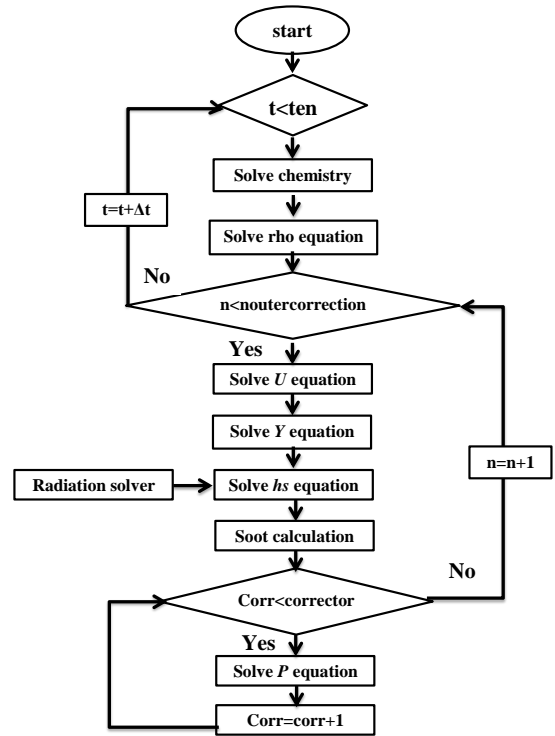 start
t<ten
Solve chemistry
t=t+Δt
Solve rho equation
No
n<noutercorrection
Yes
Solve U equation
Solve Y equation
n=n+1
Radiation solver
Solve hs equation
Soot calculation
No
Corr<corrector
Yes
Solve P equation
Corr=corr+1